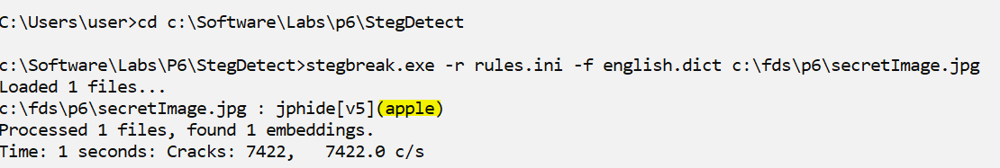 C:\Users\user>cd c:\Software\Labs\p6\StegDetect
c:\Software\Labs\P6\StegDetect>stegbreak.exe -r rules.ini -f english.dict c:\fds\p6\secretImage.jpg
Loaded 1 files...
c:\fds\p6\secretImage.jpg : jphide[v5](apple)
Processed 1 files, found 1 embeddings.
Time: 1 seconds: Cracks: 7422,   7422.0 c/s